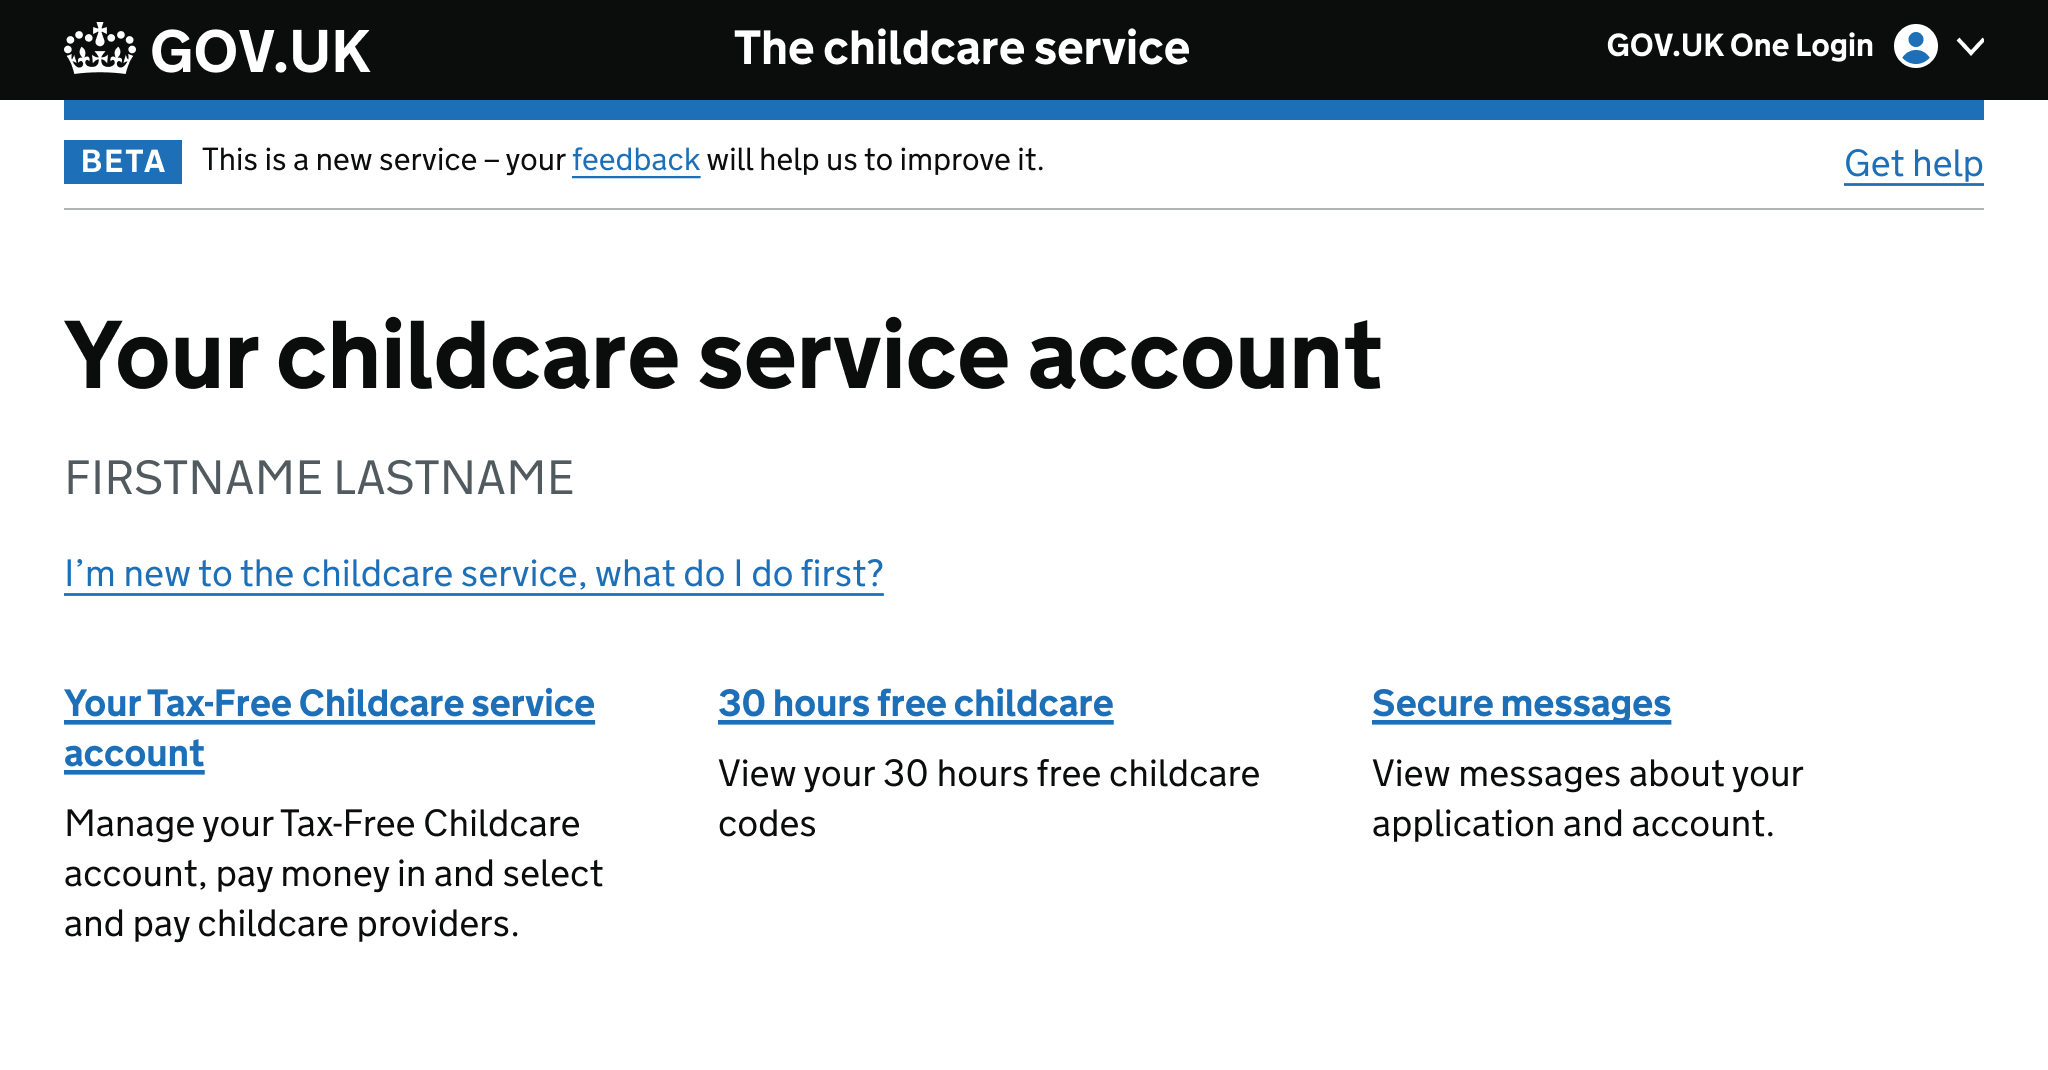 GOV.UK
The childcare service
GOV.UK One Login
BETA
This is a new service – your feedback will help us to improve it.
Get help
Your childcare service account
FIRSTNAME LASTNAME
I’m new to the childcare service, what do I do first?
Your Tax-Free Childcare service
account
Manage your Tax-Free Childcare
account, pay money in and select
and pay childcare providers.
30 hours free childcare
View your 30 hours free childcare
codes
Secure messages
View messages about your
application and account.